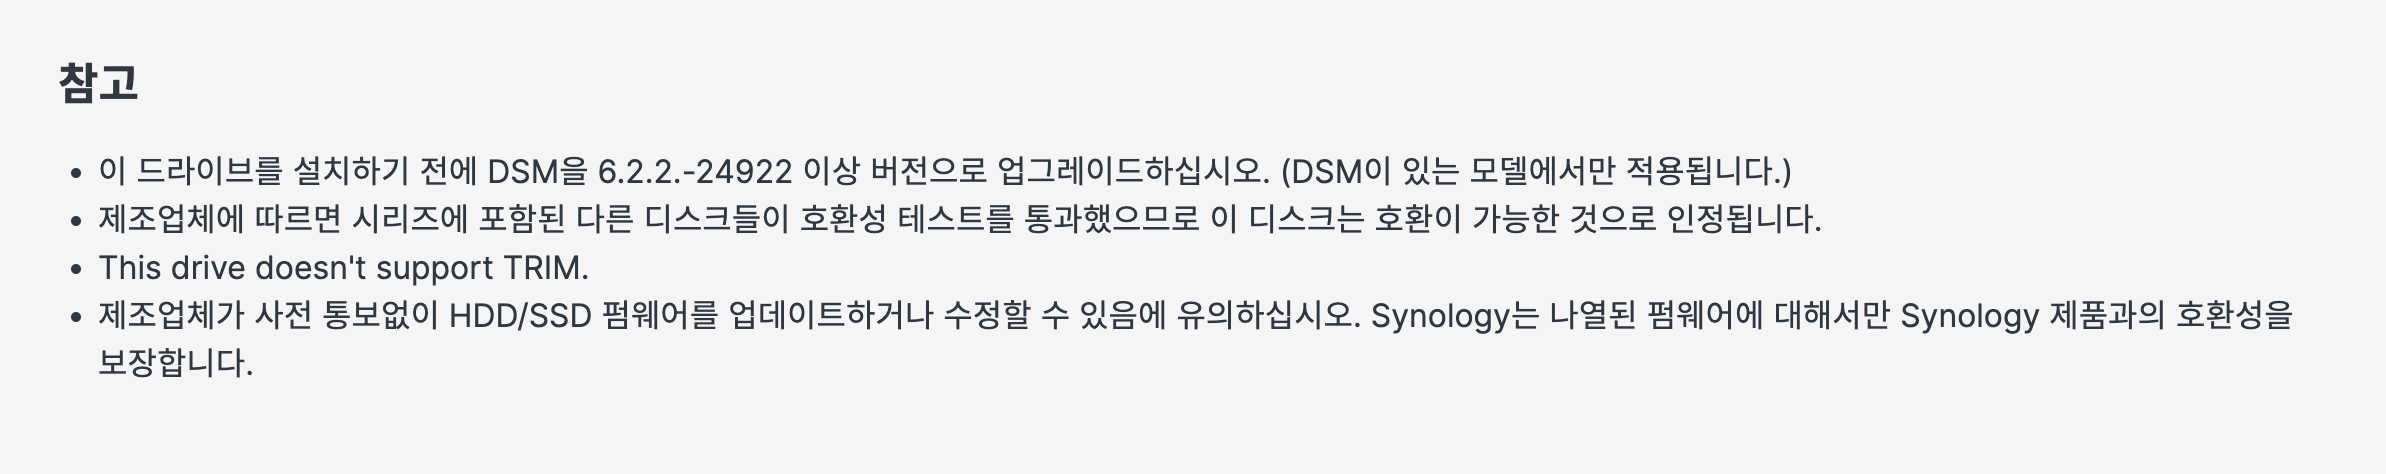 참고
이 드라이브를 설치하기 전에 DSM을 6.2.2.-24922 이상 버전으로 업그레이드하십시오. (DSM이 있는 모델에서만 적용됩니다.)
제조업체에 따르면 시리즈에 포함된 다른 디스크들이 호환성 테스트를 통과했으므로 이 디스크는 호환이 가능한 것으로 인정됩니다.
This drive doesn't support TRIM.
제조업체가 사전 통보없이 HDD/SSD 펌웨어를 업데이트하거나 수정할 수 있음에 유의하십시오. Synology는 나열된 펌웨어에 대해서만 Synology 제품과의 호환성을
보장합니다.